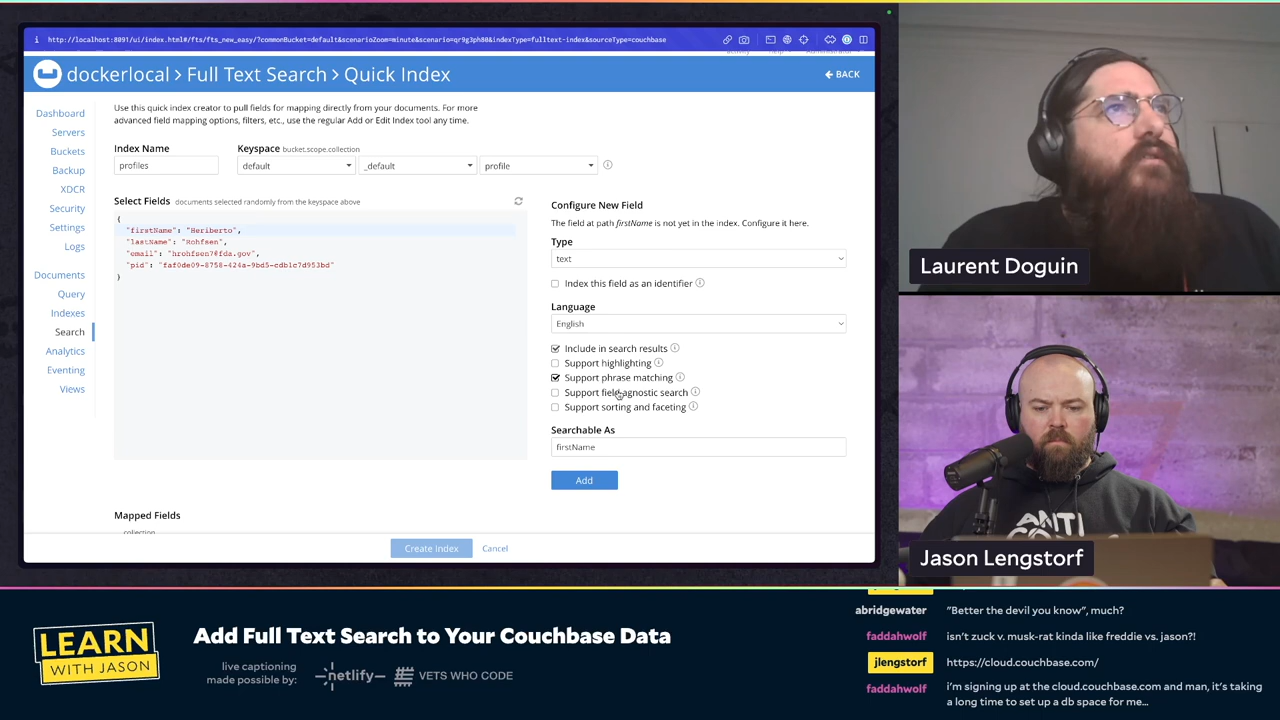 http://localhost:8091/ui/index.html#/fts/fts_new_easy/?commonBucket=default&scenarioZoom=minute&scenario=qr9g3ph80&indexType=fulltext-index&sourceType=couchbase
dockerlocal > Full Text Search > Quick Index
BACK
Dashboard
Servers
Buckets
Backup
XDCR
Security
Settings
Logs
Documents
Query
Indexes
Search
Analytics
Eventing
Views
Use this quick index creator to pull fields for mapping directly from your documents. For more
advanced field mapping options, filters, etc., use the regular Add or Edit Index tool any time.
Index Name
profiles
Keyspace bucket.scope.collection
default
_default
profile
Select Fields documents selected randomly from the keyspace above
{
"firstName": "Heriberto",
"lastName": "Rohfsen",
"email": "hrohfsen7@fda.gov",
"pid": "faf0de09-8758-424a-9bd5-cdb1c7d953bd"
}
Configure New Field
The field at path firstName is not yet in the index. Configure it here.
Type
text
Index this field as an identifier
Language
English
Include in search results
Support highlighting
Support phrase matching
Support field agnostic search
Support sorting and faceting
Searchable As
firstName
Add
Mapped Fields
collection
Create Index
Cancel
Laurent Doguin
ANTI
Jason Lengstorf
LEARN
WITH JASON
Add Full Text Search to Your Couchbase Data
live captioning
made possible by:
netlify
VETS WHO CODE
abridgewater "Better the devil you know", much?
faddahwolf isn't zuck v. musk-rat kinda like freddie vs. jason?!
jlengstorf https://cloud.couchbase.com/
faddahwolf i'm signing up at the cloud.couchbase.com and man, it's taking
a long time to set up a db space for me...